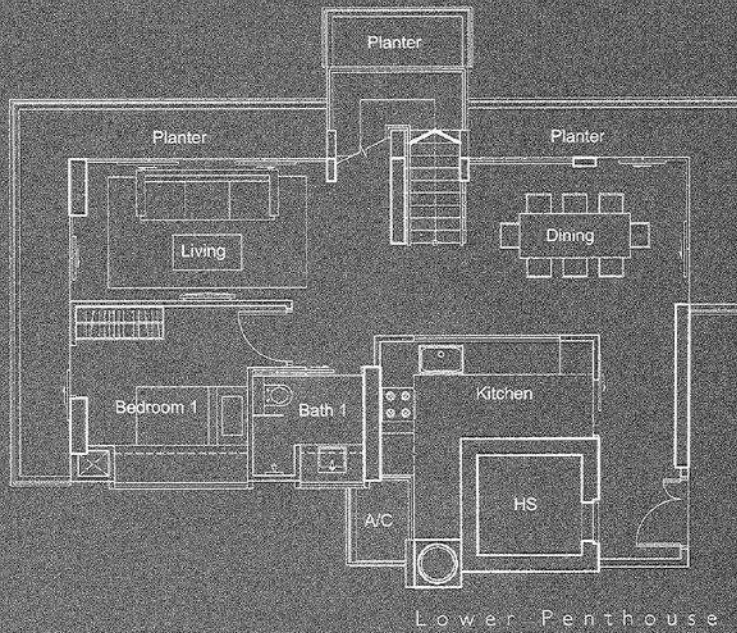 Planter
Planter
Planter
Living
Dining
Bedroom 1
Bath 1
Kitchen
A/C
HS
Lower Penthouse